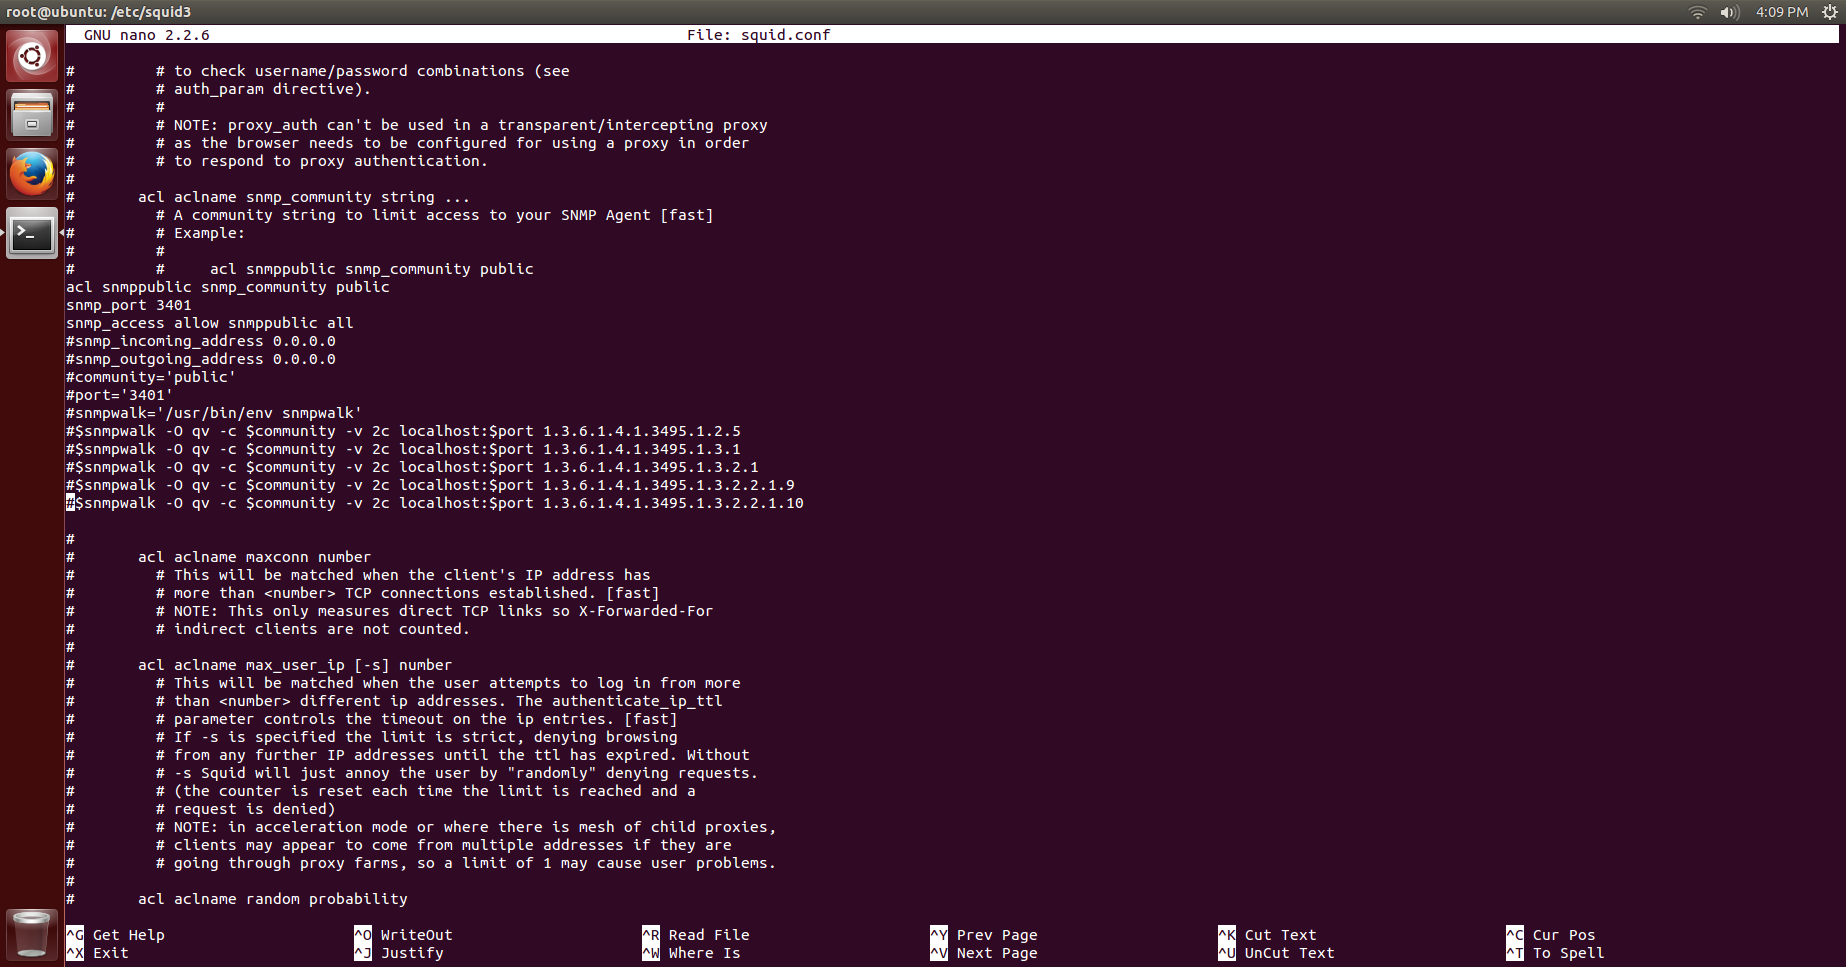 root@ubuntu: /etc/squid3 4:09 PM
GNU nano 2.2.6 File: squid.conf
# # to check username/password combinations (see
# # auth_param directive).
# #
# # NOTE: proxy_auth can't be used in a transparent/intercepting proxy
# # as the browser needs to be configured for using a proxy in order
# # to respond to proxy authentication.
#
# acl aclname snmp_community string ...
# # A community string to limit access to your SNMP Agent [fast]
# # Example:
# #
# # acl snmppublic snmp_community public
acl snmppublic snmp_community public
snmp_port 3401
snmp_access allow snmppublic all
#snmp_incoming_address 0.0.0.0
#snmp_outgoing_address 0.0.0.0
#community='public'
#port='3401'
#snmpwalk='/usr/bin/env snmpwalk'
#$snmpwalk -O qv -c $community -v 2c localhost:$port 1.3.6.1.4.1.3495.1.2.5
#$snmpwalk -O qv -c $community -v 2c localhost:$port 1.3.6.1.4.1.3495.1.3.1
#$snmpwalk -O qv -c $community -v 2c localhost:$port 1.3.6.1.4.1.3495.1.3.2.1
#$snmpwalk -O qv -c $community -v 2c localhost:$port 1.3.6.1.4.1.3495.1.3.2.2.1.9
#$snmpwalk -O qv -c $community -v 2c localhost:$port 1.3.6.1.4.1.3495.1.3.2.2.1.10
#
# acl aclname maxconn number
# # This will be matched when the client's IP address has
# # more than <number> TCP connections established. [fast]
# # NOTE: This only measures direct TCP links so X-Forwarded-For
# # indirect clients are not counted.
#
# acl aclname max_user_ip [-s] number
# # This will be matched when the user attempts to log in from more
# # than <number> different ip addresses. The authenticate_ip_ttl
# # parameter controls the timeout on the ip entries. [fast]
# # If -s is specified the limit is strict, denying browsing
# # from any further IP addresses until the ttl has expired. Without
# # -s Squid will just annoy the user by "randomly" denying requests.
# # (the counter is reset each time the limit is reached and a
# # request is denied)
# # NOTE: in acceleration mode or where there is mesh of child proxies,
# # clients may appear to come from multiple addresses if they are
# # going through proxy farms, so a limit of 1 may cause user problems.
#
# acl aclname random probability
^G Get Help ^O WriteOut ^R Read File ^Y Prev Page ^K Cut Text ^C Cur Pos
^X Exit ^J Justify ^W Where Is ^V Next Page ^U UnCut Text ^T To Spell